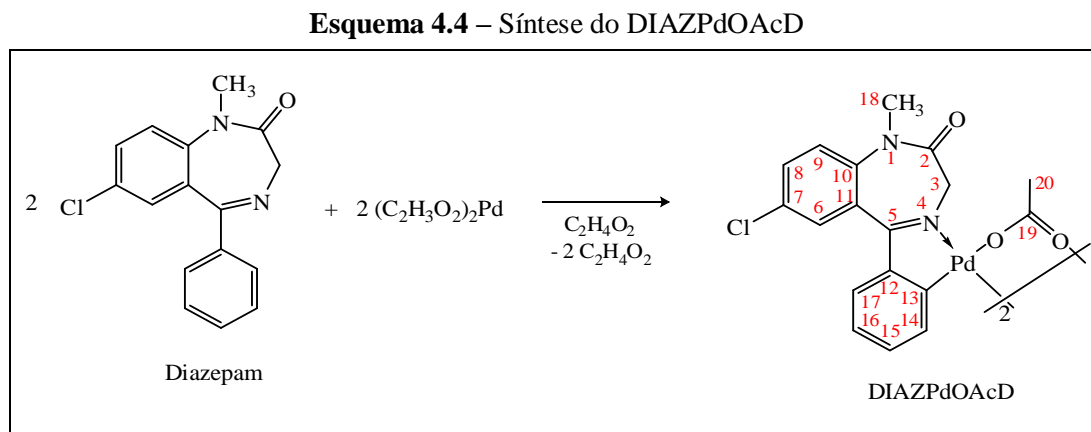 Esquema 4.4 – Síntese do DIAZPdOAcD
CH3
O
N
N
Cl
2
+ 2 (C2H3O2)2Pd
C2H4O2
- 2 C2H4O2
Diazepam
18 CH3
O
N
1
2
3
4
N
5
6
7
8
9
10
11
Cl
Pd
O
O
19
20
2
12
13
14
15
16
17
DIAZPdOAcD